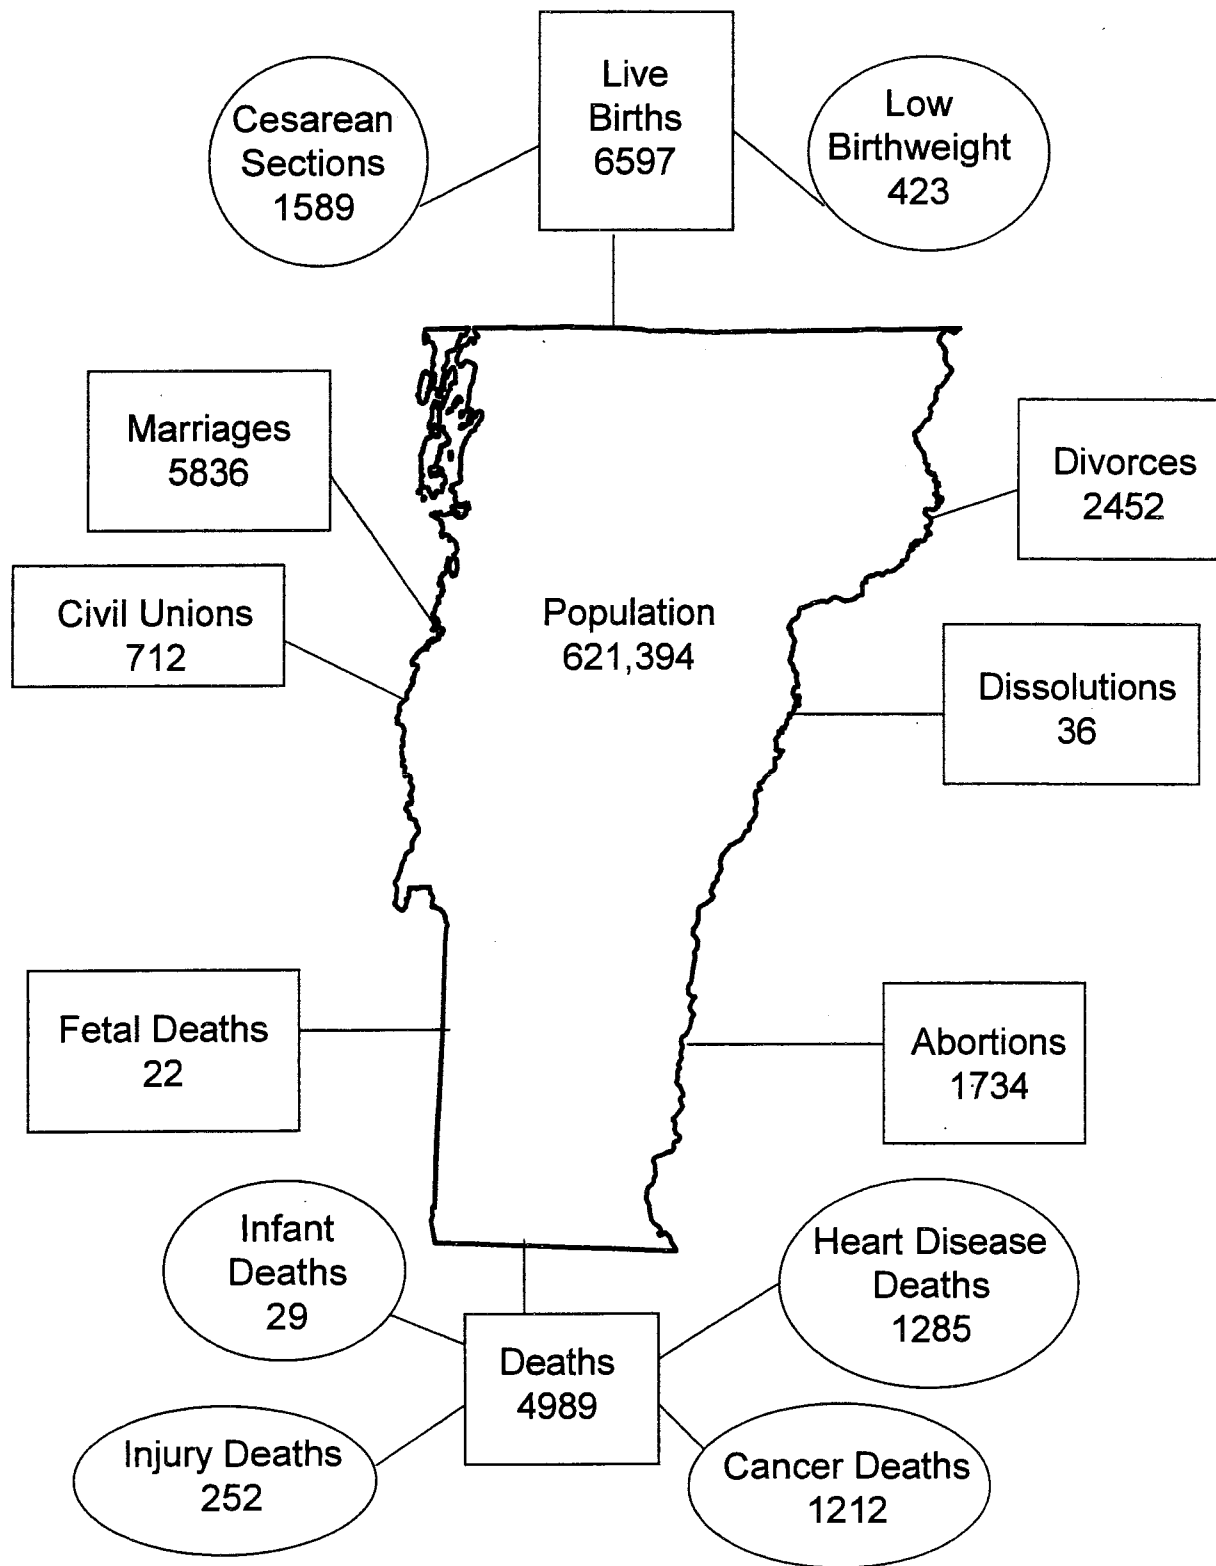 Live
Births
6597
Cesarean
Sections
1589
Low
Birthweight
423
Marriages
5836
Divorces
2452
Civil Unions
712
Population
621,394
Dissolutions
36
Fetal Deaths
22
Abortions
1734
Infant
Deaths
29
Heart Disease
Deaths
1285
Deaths
4989
Injury Deaths
252
Cancer Deaths
1212